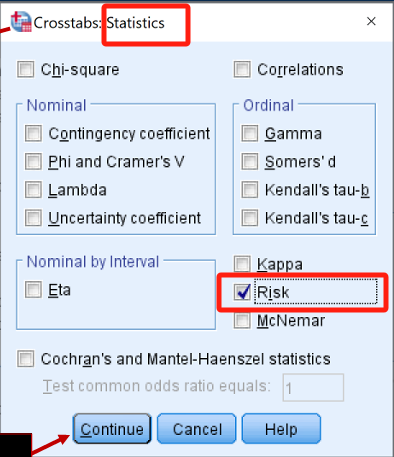 Crosstabs: Statistics
Chi-square
Correlations
Nominal
Contingency coefficient
Phi and Cramer's V
Lambda
Uncertainty coefficient
Ordinal
Gamma
Somers' d
Kendall's tau-b
Kendall's tau-c
Nominal by Interval
Eta
Kappa
Risk
McNemar
Cochran's and Mantel-Haenszel statistics
Test common odds ratio equals: 1
Continue Cancel Help